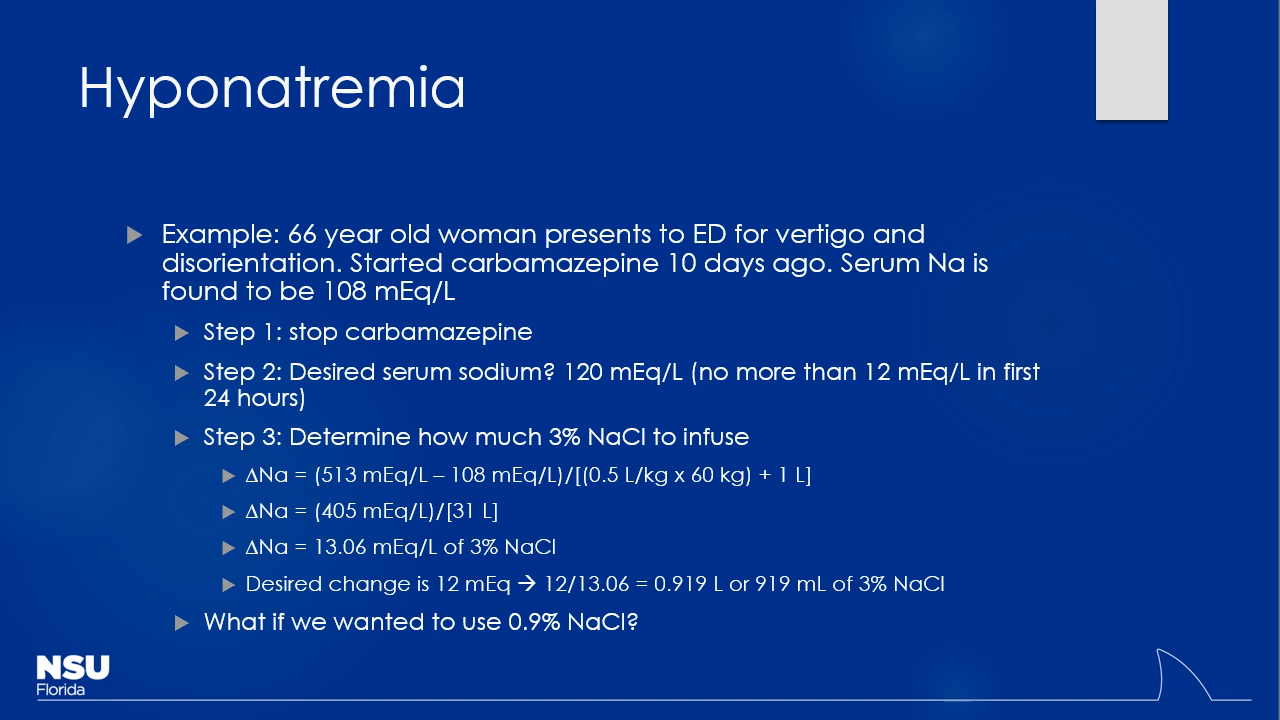 Hyponatremia
Example: 66 year old woman presents to ED for vertigo and
disorientation. Started carbamazepine 10 days ago. Serum Na is
found to be 108 mEq/L
Step 1: stop carbamazepine
Step 2: Desired serum sodium? 120 mEq/L (no more than 12 mEq/L in first
24 hours)
Step 3: Determine how much 3% NaCl to infuse
∆Na = (513 mEq/L – 108 mEq/L)/[(0.5 L/kg x 60 kg) + 1 L]
∆Na = (405 mEq/L)/[31 L]
∆Na = 13.06 mEq/L of 3% NaCl
Desired change is 12 mEq → 12/13.06 = 0.919 L or 919 mL of 3% NaCl
What if we wanted to use 0.9% NaCl?
NSU
Florida